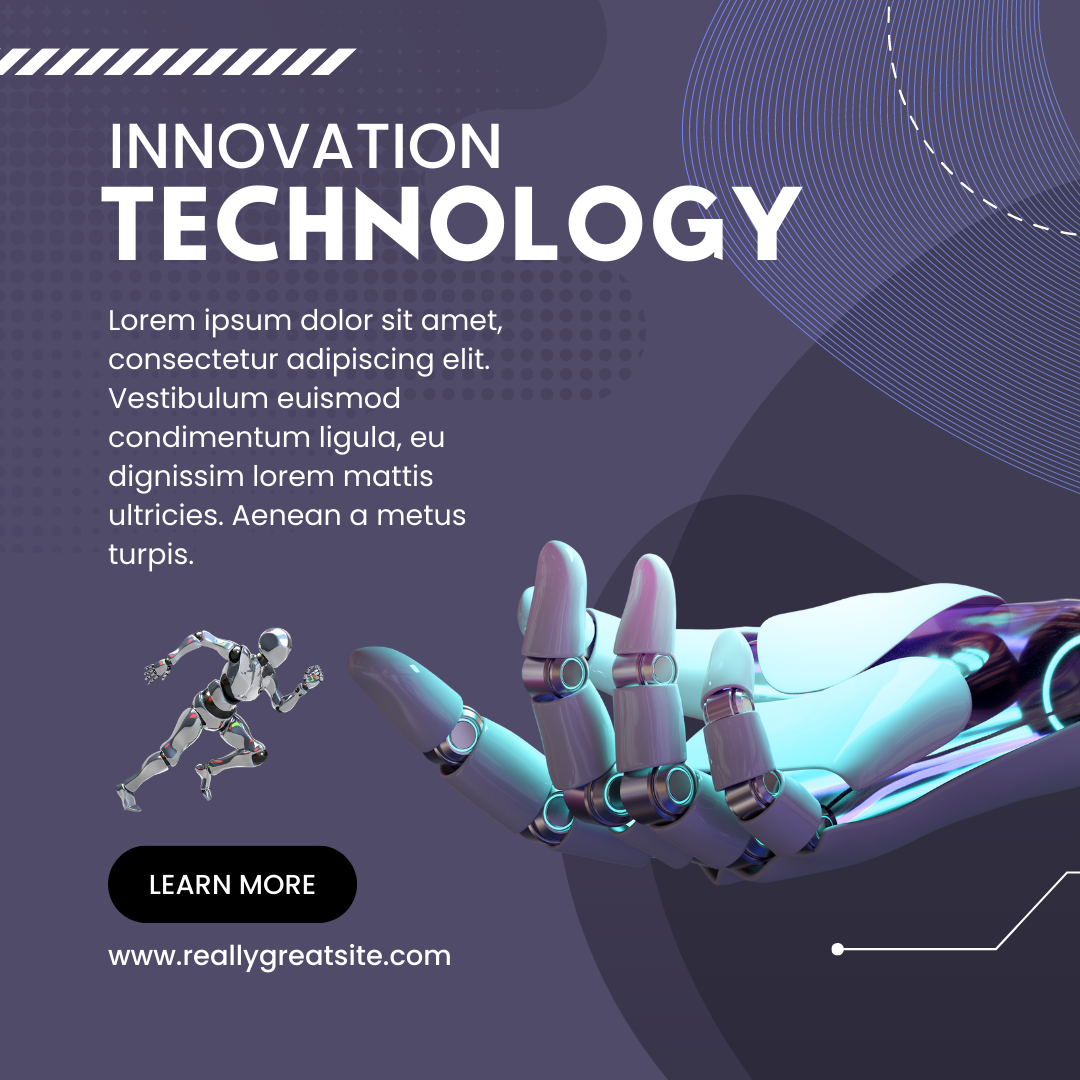 INNOVATION
TECHNOLOGY
Lorem ipsum dolor sit amet,
consectetur adipiscing elit.
Vestibulum euismod
condimentum ligula, eu
dignissim lorem mattis
ultricies. Aenean a metus
turpis.
LEARN MORE
www.reallygreatsite.com